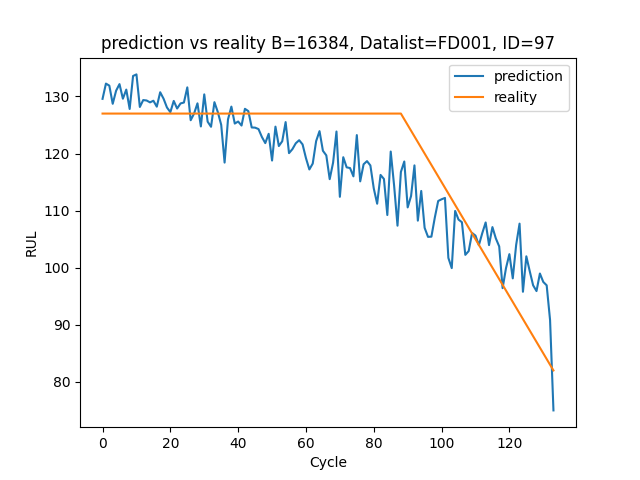 prediction vs reality B=16384, Datalist=FD001, ID=97
prediction
reality
RUL
130
120
110
100
90
80
0 20 40 60 80 100 120
Cycle